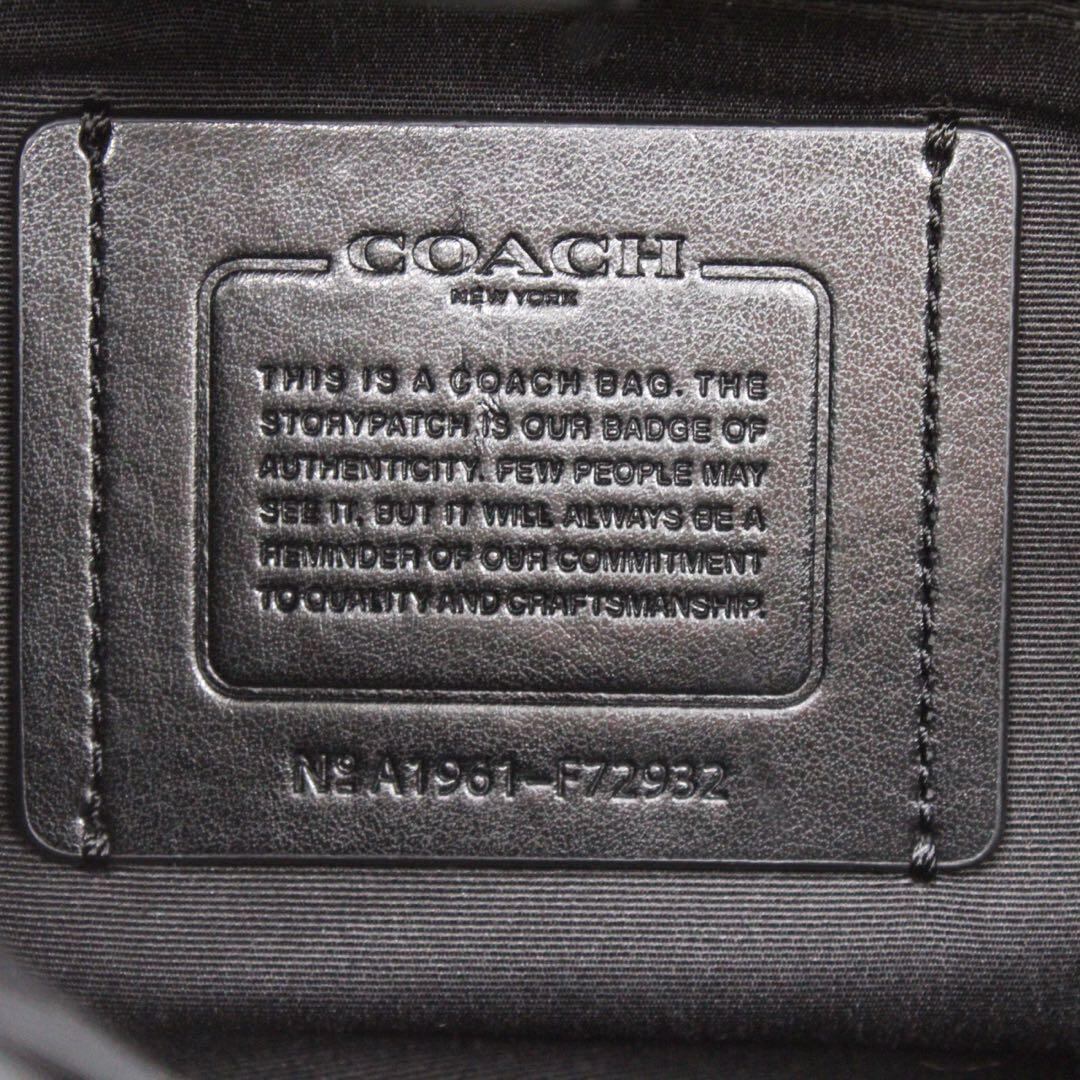 COACH
NEW YORK
THIS IS A COACH BAG. THE
STORYPATCH IS OUR BADGE OF
AUTHENTICITY. FEW PEOPLE MAY
SEE IT, BUT IT WILL ALWAYS BE A
REMINDER OF OUR COMMITMENT
TO QUALITY AND CRAFTSMANSHIP.
Nº A1961-F72932